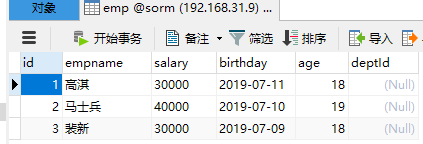 对象 emp @sorm (192.168.31.9) ...
开始事务 备注 筛选 排序 导入
id empname salary birthday age deptId
1 高淇 30000 2019-07-11 18 (Null)
2 马士兵 40000 2019-07-10 19 (Null)
3 裴新 30000 2019-07-09 18 (Null)